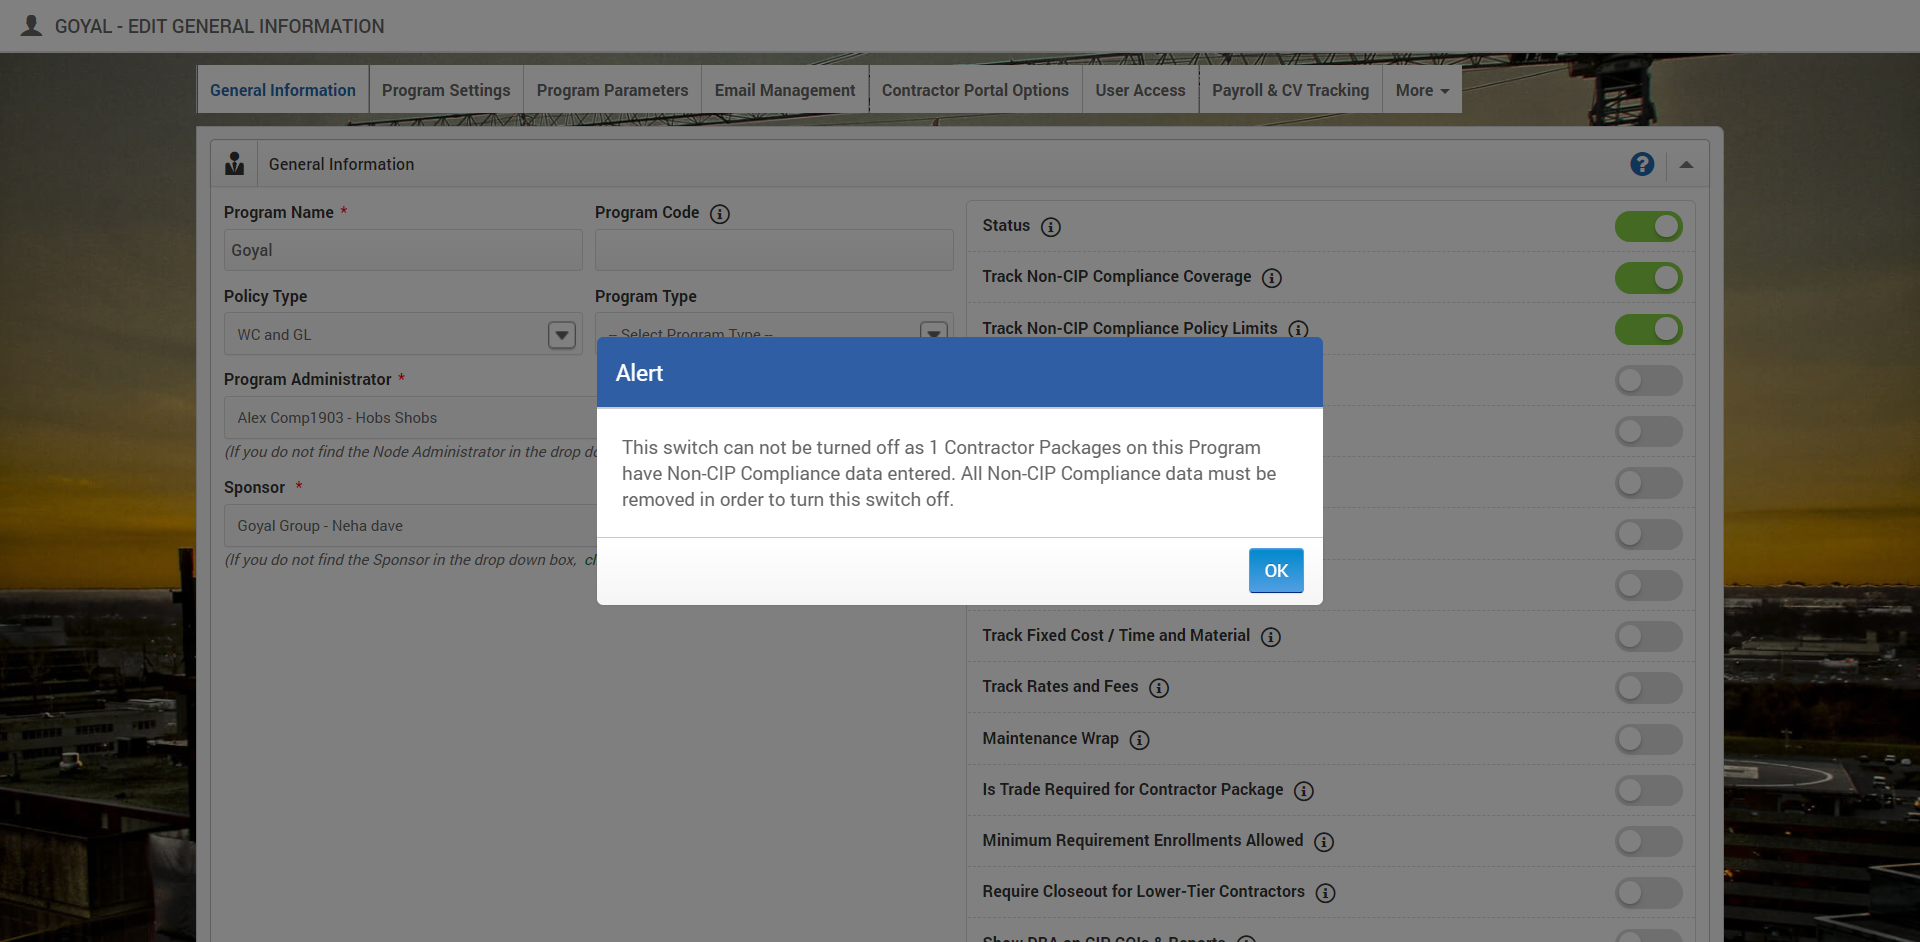 GOYAL - EDIT GENERAL INFORMATION
General Information
Program Settings
Program Parameters
Email Management
Contractor Portal Options
User Access
Payroll & CV Tracking
More
General Information
Program Name *
Program Code
Goyal
Policy Type
Program Type
WC and GL
-- Select Program Type --
Program Administrator *
Alex Comp1903 - Hobs Shobs
(If you do not find the Node Administrator in the drop
Sponsor *
Goyal Group - Neha dave
(If you do not find the Sponsor in the drop down box,
Status
Track Non-CIP Compliance Coverage
Track Non-CIP Compliance Policy Limits
Alert
This switch can not be turned off as 1 Contractor Packages on this Program
have Non-CIP Compliance data entered. All Non-CIP Compliance data must be
removed in order to turn this switch off.
OK
Track Fixed Cost / Time and Material
Track Rates and Fees
Maintenance Wrap
Is Trade Required for Contractor Package
Minimum Requirement Enrollments Allowed
Require Closeout for Lower-Tier Contractors
Show DBA on CIP COIs & Reports